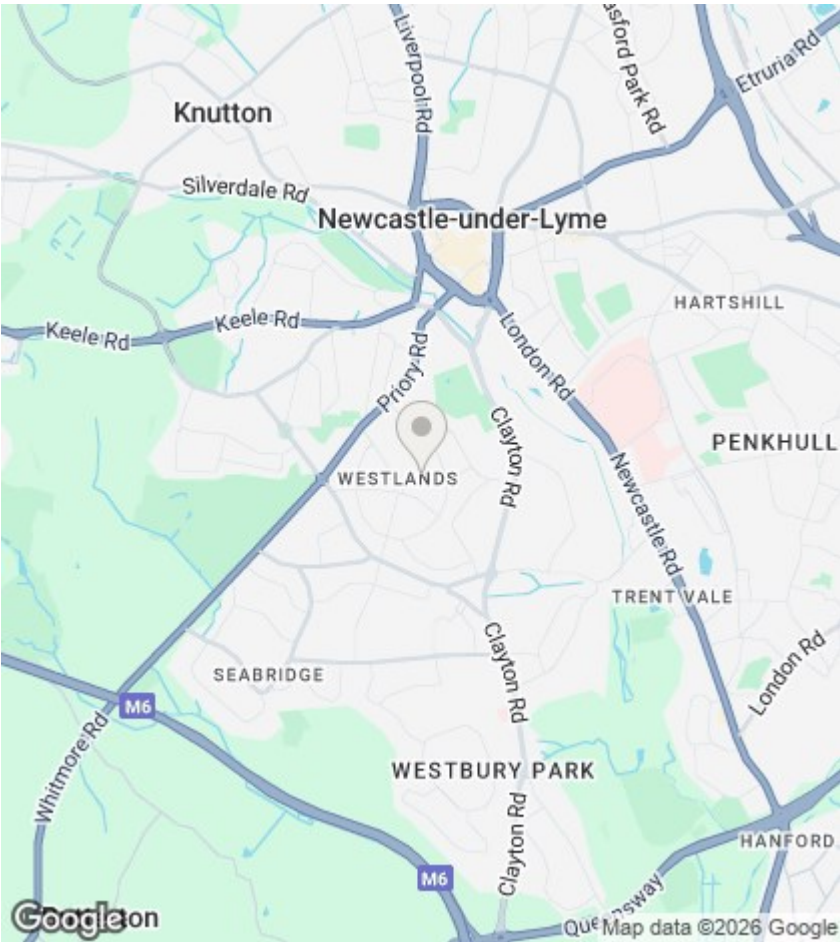 Liverpool Rd
Etruria Rd
Knutton
Silverdale Rd
Newcastle-under-Lyme
HARTSHILL
Keele Rd
Keele Rd
London Rd
Priory Rd
Clayton Rd
PENKHULL
WESTLANDS
Newcastle Rd
TRENT VALE
Clayton Rd
London Rd
SEABRIDGE
M6
Whitmore Rd
WESTBURY PARK
Clayton Rd
HANFORD
M6
Queensway
Google
Map data ©2026 Google